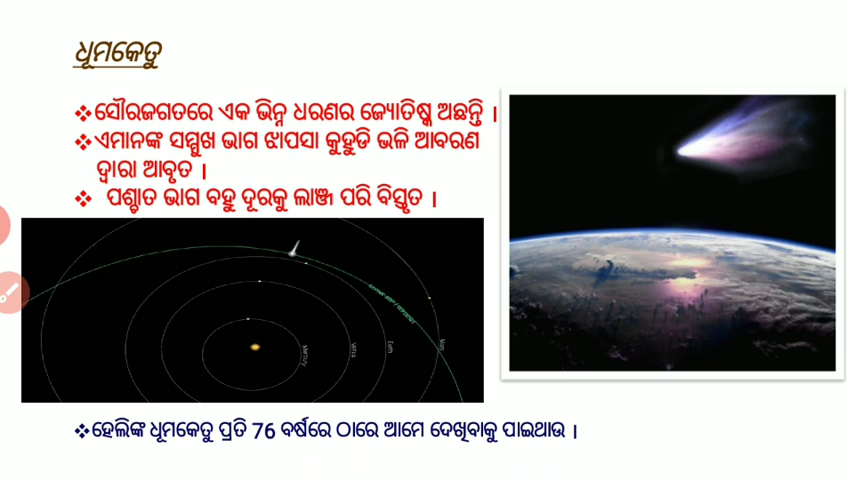 ଧୂମକେତୁ
❖ସୌରଜଗତରେ ଏକ ଭିନ୍ନ ଧରଣର ଜ୍ୟୋତିଷ୍କ ଅଛନ୍ତି ।
❖ଏମାନଙ୍କ ସମ୍ମୁଖ ଭାଗ ଝାପସା କୁହୁଡି ଭଳି ଆବରଣ
ଦ୍ୱାରା ଆବୃତ ।
❖ ପଶ୍ଚାତ ଭାଗ ବହୁ ଦୂରକୁ ଲାଞ୍ଜ ପରି ବିସ୍ତୃତ ।
Mercury
Venus
Earth
Mars
❖ହେଲିଙ୍କ ଧୂମକେତୁ ପ୍ରତି 76 ବର୍ଷରେ ଠାରେ ଆମେ ଦେଖିବାକୁ ପାଇଥାଉ ।